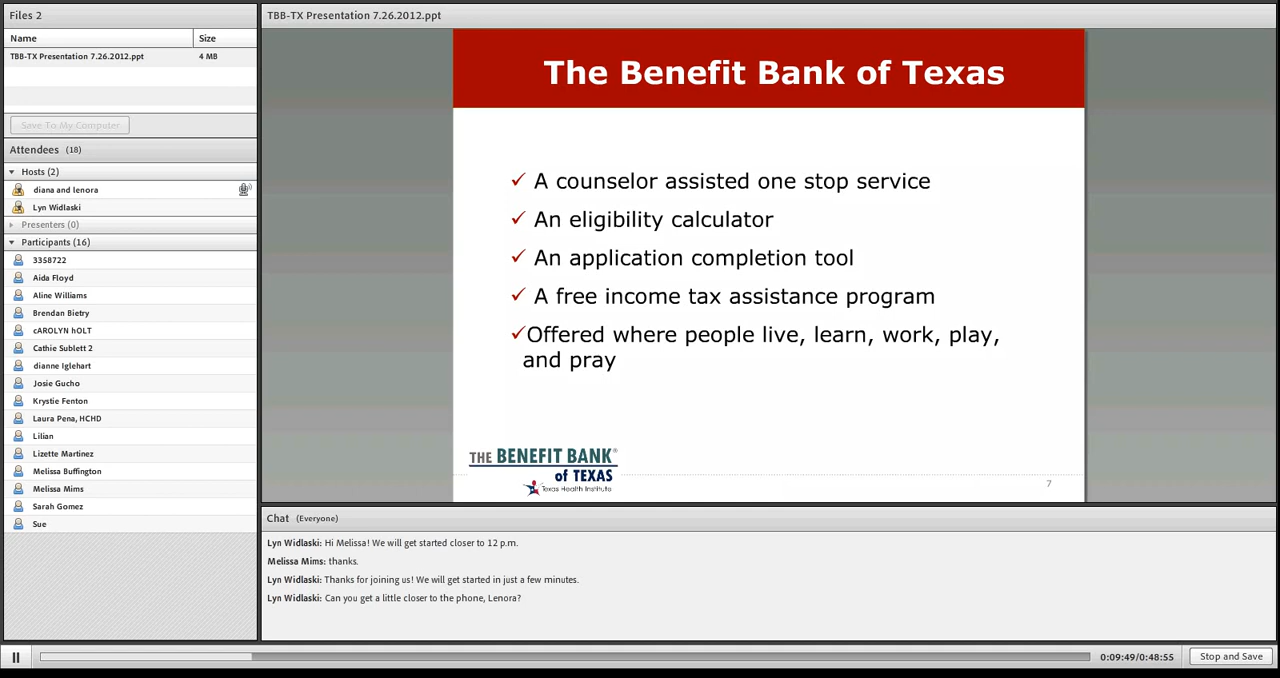 Files 2
Name
Size
TBB-TX Presentation 7.26.2012.ppt
4 MB
Save To My Computer
Attendees (18)
Hosts (2)
diana and lenora
Lyn Widlaski
Presenters (0)
Participants (16)
3358722
Aida Floyd
Aline Williams
Brendan Bietry
cAROLYN hOLT
Cathie Sublett 2
dianne Iglehart
Josie Gucho
Krystie Fenton
Laura Pena, HCHD
Lilian
Lizette Martinez
Melissa Buffington
Melissa Mims
Sarah Gomez
Sue
TBB-TX Presentation 7.26.2012.ppt
The Benefit Bank of Texas
✓ A counselor assisted one stop service
✓ An eligibility calculator
✓ An application completion tool
✓ A free income tax assistance program
✓Offered where people live, learn, work, play,
and pray
THE BENEFIT BANK®
of TEXAS
Texas Health Institute
7
Chat (Everyone)
Lyn Widlaski: Hi Melissa! We will get started closer to 12 p.m.
Melissa Mims: thanks.
Lyn Widlaski: Thanks for joining us! We will get started in just a few minutes.
Lyn Widlaski: Can you get a little closer to the phone, Lenora?
0:09:49/0:48:55
Stop and Save